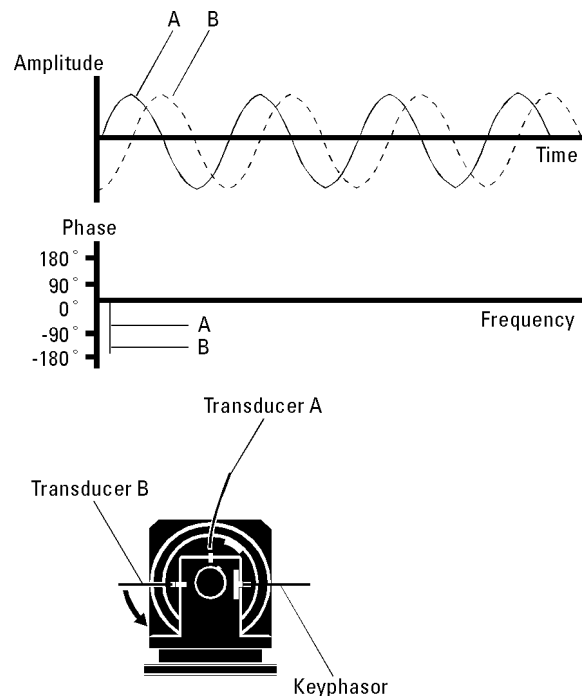 A B
Amplitude
Time
Phase
180°
90°
0°
-90°
-180°
Frequency
A
B
Transducer A
Transducer B
Keyphasor